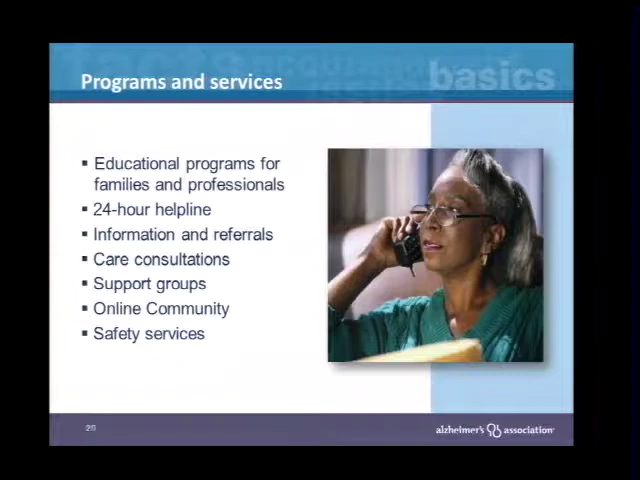 basics
Programs and services
▪ Educational programs for
families and professionals
▪ 24-hour helpline
▪ Information and referrals
▪ Care consultations
▪ Support groups
▪ Online Community
▪ Safety services
alzheimer's association